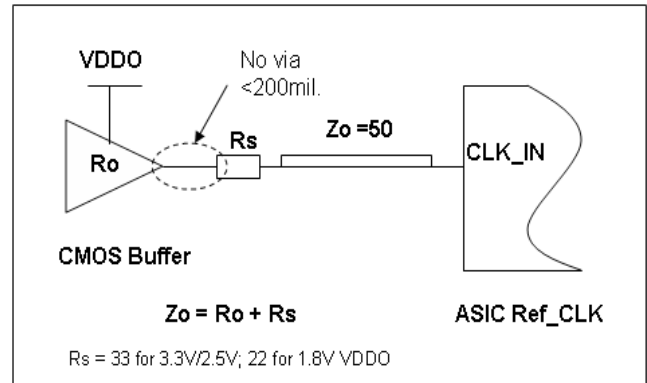 VDDO
No via
<200mil.
Rs
Zo =50
Ro
CLK_IN
CMOS Buffer
Zo = Ro + Rs
ASIC Ref_CLK
Rs = 33 for 3.3V/2.5V; 22 for 1.8V VDDO